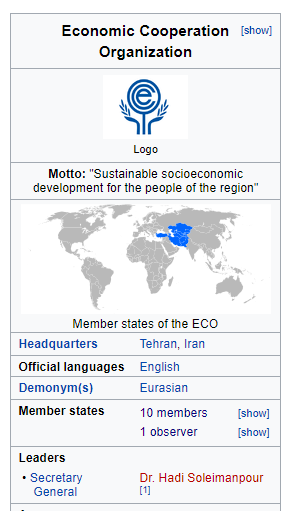 Economic Cooperation [show]
Organization
Logo
Motto: "Sustainable socioeconomic
development for the people of the region"
Member states of the ECO
Headquarters Tehran, Iran
Official languages English
Demonym(s) Eurasian
Member states 10 members [show]
1 observer [show]
Leaders
• Secretary Dr. Hadi Soleimanpour
General [1]